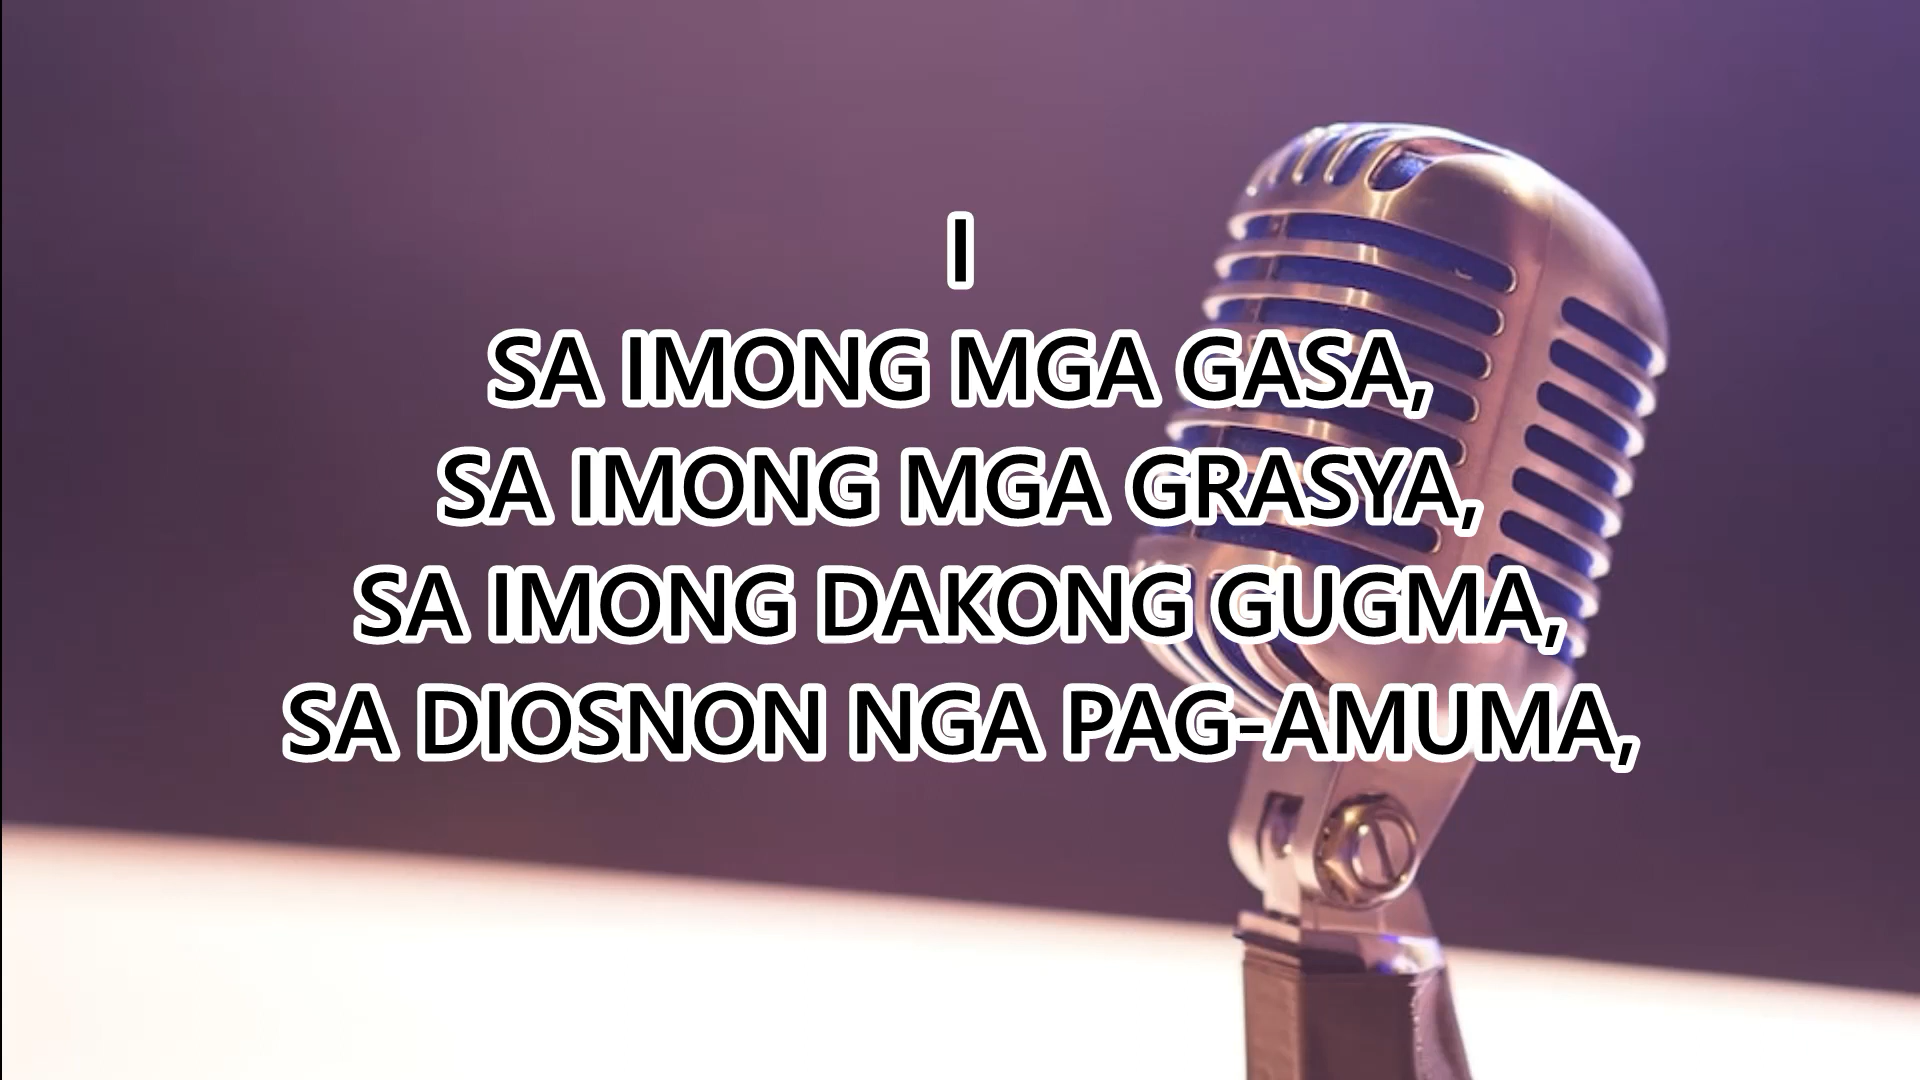 I
SA IMONG MGA GASA,
SA IMONG MGA GRASYA,
SA IMONG DAKONG GUGMA,
SA DIOSNON NGA PAG-AMUMA,